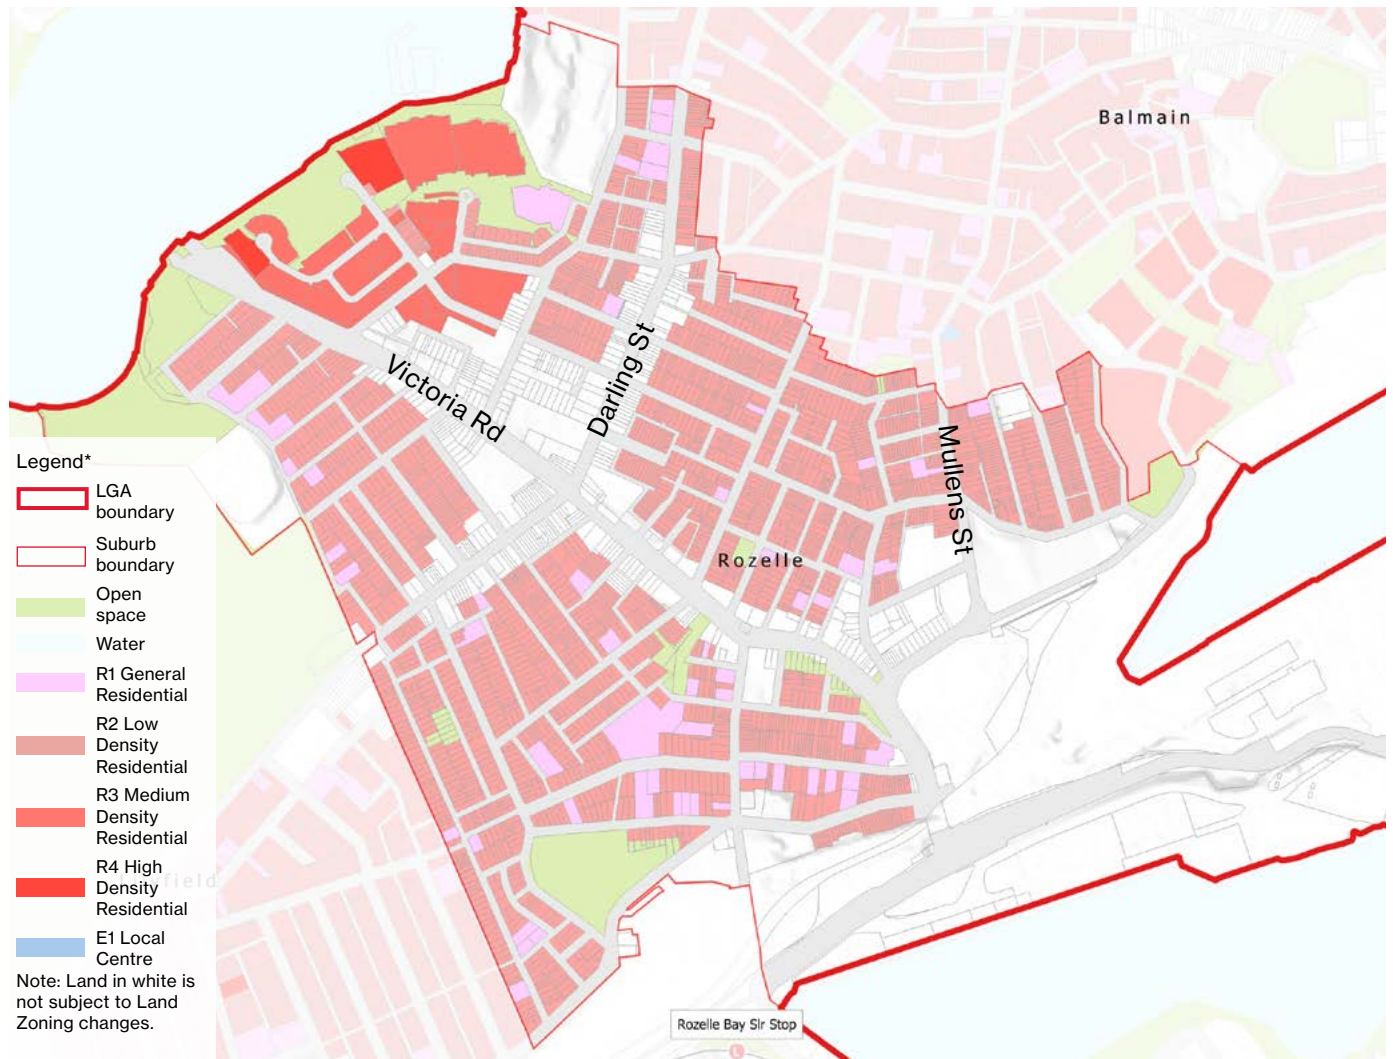 Balmain
Darling St
Victoria Rd
Mullens St
Rozelle
Legend*
LGA
boundary
Suburb
boundary
Open
space
Water
R1 General
Residential
R2 Low
Density
Residential
R3 Medium
Density
Residential
R4 High
Density
Residential
E1 Local
Centre
Note: Land in white is
not subject to Land
Zoning changes.
field
Rozelle Bay Slr Stop
L